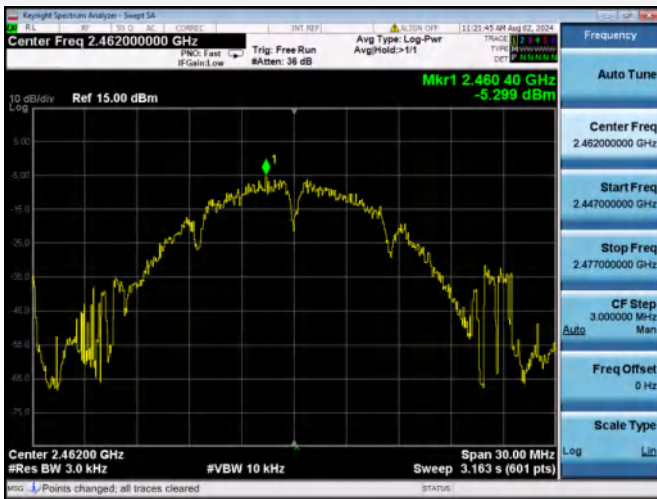 Keysight Spectrum Analyzer - Swept SA
RL RF 50 Ω AC CORREC INT REF ALIGN OFF 11:21:45 AM Aug 02, 2024
Center Freq 2.462000000 GHz
PNO: Fast
IFGain:Low
Trig: Free Run
#Atten: 36 dB
Avg Type: Log-Pwr
Avg|Hold:>1/1
TRACE 1 2 3 4 5 6
TYPE M W W W W W
DET P N N N N N
Mkr1 2.460 40 GHz
-5.299 dBm
10 dB/div Ref 15.00 dBm
Log
5.00
-5.00
-15.0
-25.0
-35.0
-45.0
-55.0
-65.0
-75.0
1
Center 2.46200 GHz
Span 30.00 MHz
#Res BW 3.0 kHz
#VBW 10 kHz
Sweep 3.163 s (601 pts)
MSG Points changed; all traces cleared
STATUS
Frequency
Auto Tune
Center Freq
2.462000000 GHz
Start Freq
2.447000000 GHz
Stop Freq
2.477000000 GHz
CF Step
3.000000 MHz
Auto Man
Freq Offset
0 Hz
Scale Type
Log Lin